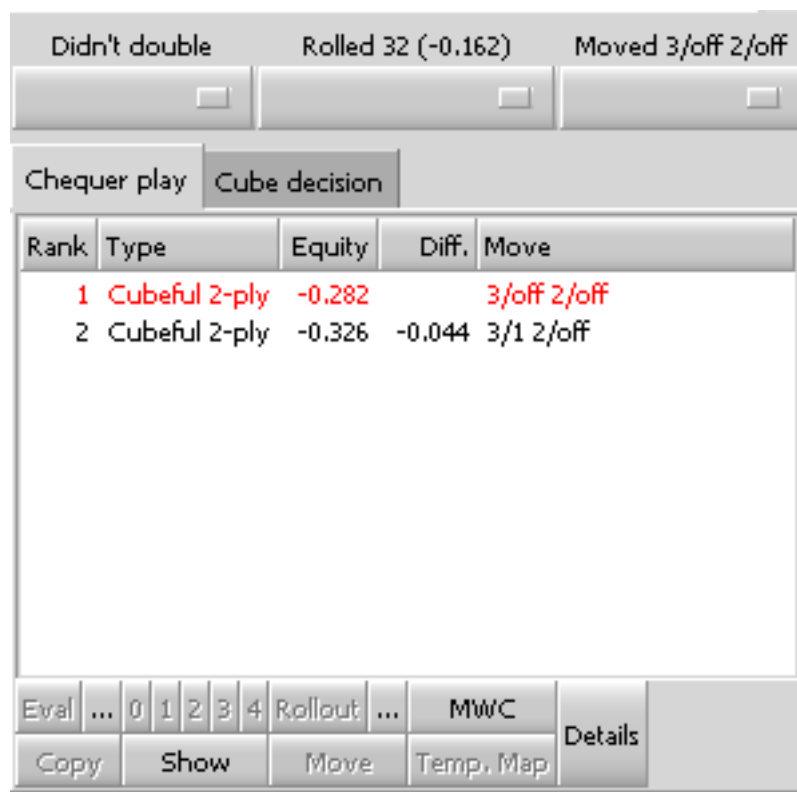 Didn't double Rolled 32 (-0.162) Moved 3/off 2/off
Chequer play Cube decision
Rank Type Equity Diff. Move
1 Cubeful 2-ply -0.282 3/off 2/off
2 Cubeful 2-ply -0.326 -0.044 3/1 2/off
Eval ... 0 1 2 3 4 Rollout ... MWC Details
Copy Show Move Temp. Map